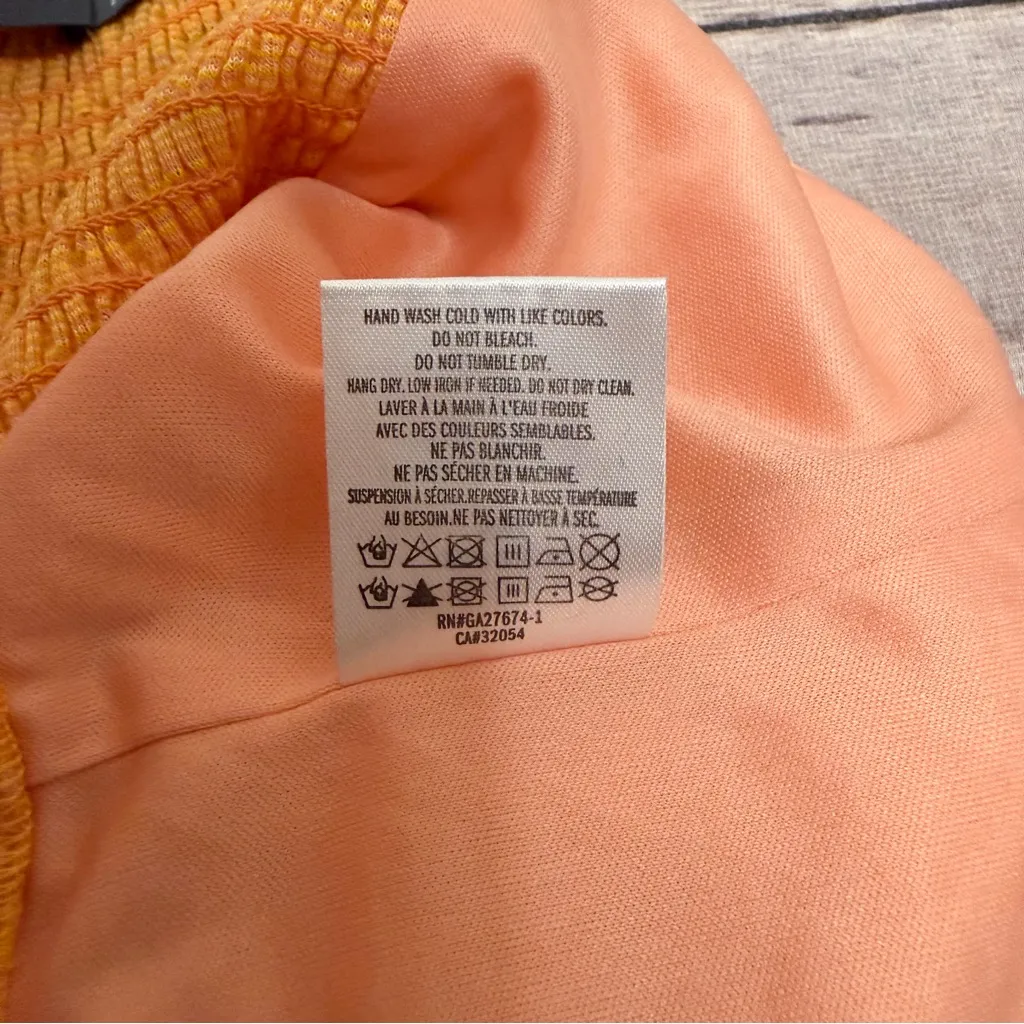 HAND WASH COLD WITH LIKE COLORS.
DO NOT BLEACH.
DO NOT TUMBLE DRY.
HANG DRY. LOW IRON IF NEEDED. DO NOT DRY CLEAN.
LAVER À LA MAIN À L'EAU FROIDE
AVEC DES COULEURS SEMBLABLES.
NE PAS BLANCHIR.
NE PAS SÉCHER EN MACHINE.
SUSPENSION À SÉCHER.REPASSER À BASSE TEMPÉRATURE
AU BESOIN.NE PAS NETTOYER À SEC.
RN#GA27674-1
CA#32054